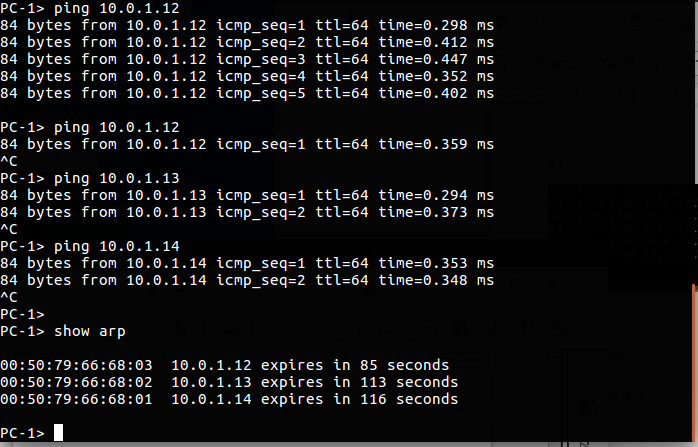 PC-1> ping 10.0.1.12
84 bytes from 10.0.1.12 icmp_seq=1 ttl=64 time=0.298 ms
84 bytes from 10.0.1.12 icmp_seq=2 ttl=64 time=0.412 ms
84 bytes from 10.0.1.12 icmp_seq=3 ttl=64 time=0.447 ms
84 bytes from 10.0.1.12 icmp_seq=4 ttl=64 time=0.352 ms
84 bytes from 10.0.1.12 icmp_seq=5 ttl=64 time=0.402 ms
PC-1> ping 10.0.1.12
84 bytes from 10.0.1.12 icmp_seq=1 ttl=64 time=0.359 ms
^C
PC-1> ping 10.0.1.13
84 bytes from 10.0.1.13 icmp_seq=1 ttl=64 time=0.294 ms
84 bytes from 10.0.1.13 icmp_seq=2 ttl=64 time=0.373 ms
^C
PC-1> ping 10.0.1.14
84 bytes from 10.0.1.14 icmp_seq=1 ttl=64 time=0.353 ms
84 bytes from 10.0.1.14 icmp_seq=2 ttl=64 time=0.348 ms
^C
PC-1>
PC-1> show arp
00:50:79:66:68:03  10.0.1.12 expires in 85 seconds
00:50:79:66:68:02  10.0.1.13 expires in 113 seconds
00:50:79:66:68:01  10.0.1.14 expires in 116 seconds
PC-1>